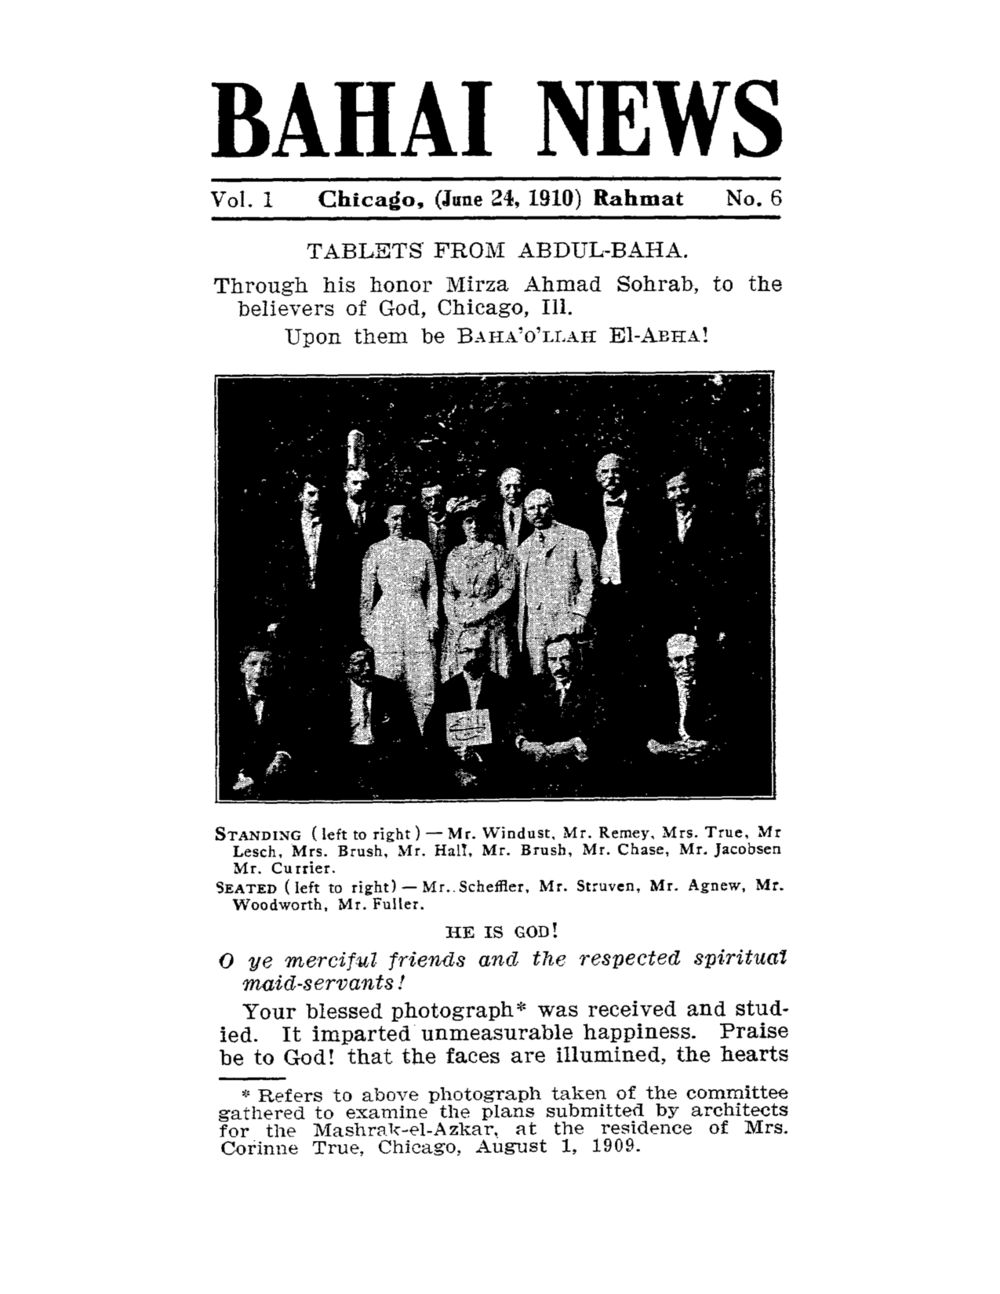 BAHAI NEWS
Vol. 1 Chicago, (June 24, 1910) Rahmat No. 6
TABLETS FROM ABDUL-BAHA.
Through his honor Mirza Ahmad Sohrab, to the
believers of God, Chicago, Ill.
Upon them be BAHA'O'LLAH El-ABHA!
STANDING (left to right) — Mr. Windust, Mr. Remey, Mrs. True, Mr
Lesch, Mrs. Brush, Mr. Hall, Mr. Brush, Mr. Chase, Mr. Jacobsen
Mr. Currier.
SEATED (left to right) — Mr. Scheffler, Mr. Struven, Mr. Agnew, Mr.
Woodworth, Mr. Fuller.
HE IS GOD!
O ye merciful friends and the respected spiritual
maid-servants!
Your blessed photograph* was received and stud-
ied. It imparted unmeasurable happiness. Praise
be to God! that the faces are illumined, the hearts
* Refers to above photograph taken of the committee
gathered to examine the plans submitted by architects
for the Mashrak-el-Azkar, at the residence of Mrs.
Corinne True, Chicago, August 1, 1909.